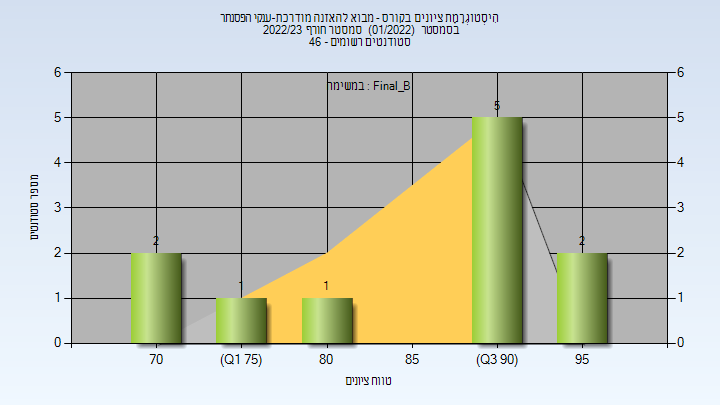 היסטוגרמת ציונים בקורס - מבוא להאזנה מודרכת-ענקי הפסנתר
בסמסטר (01/2022) סמסטר חורף 2022/23
סטודנטים רשומים - 46
במשימה : Final_B
6 6
5 5 5
4 4
3 3
2 2 2 2
1 1 1 1
0 0
70 (Q1 75) 80 85 (Q3 90) 95
מספר סטודנטים
טווח ציונים